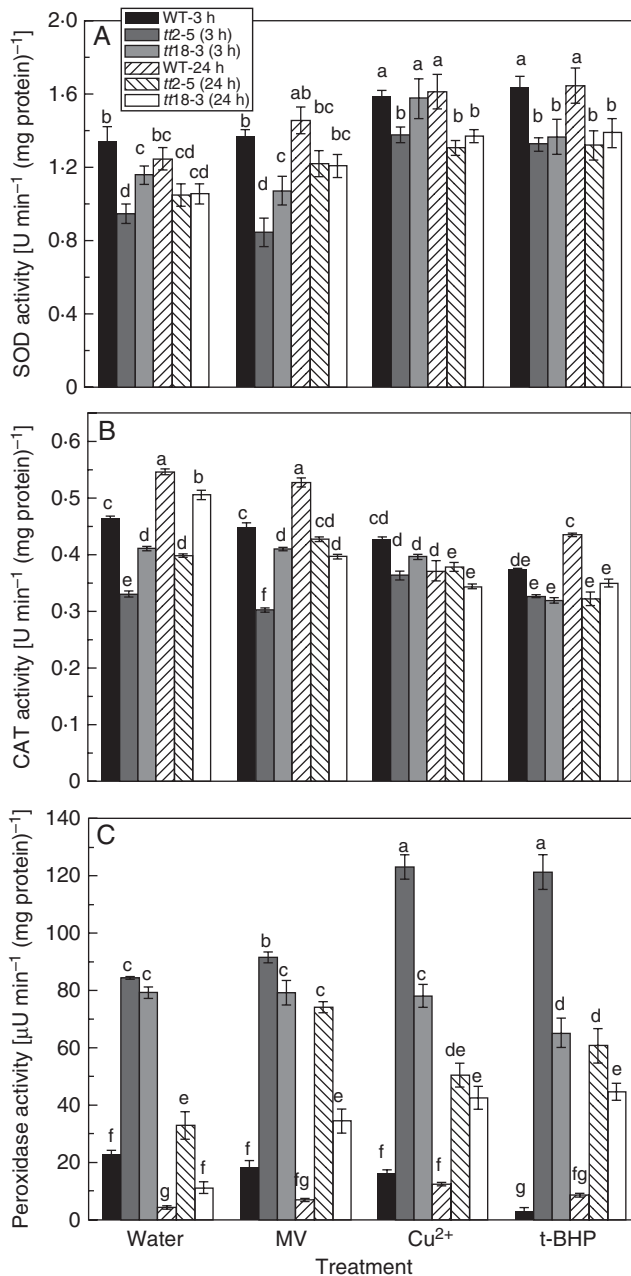 A
WT-3 h
tt2-5 (3 h)
tt18-3 (3 h)
WT-24 h
tt2-5 (24 h)
tt18-3 (24 h)
SOD activity [U min⁻¹ (mg protein)⁻¹]
2·0
1·6
1·2
0·8
0·4
0
b d c bc cd cd
b d c ab bc bc
a b a a b b
a b b a b b
B
CAT activity [U min⁻¹ (mg protein)⁻¹]
0·6
0·5
0·4
0·3
0·2
0·1
0
c e d a d b
c f d a cd d
cd d d d e e
de e e c e e
C
Peroxidase activity [µU min⁻¹ (mg protein)⁻¹]
140
120
100
80
60
40
20
0
f c c g e f
f b c fg c e
f a c f de e
g a d fg d e
Water
MV
Cu²⁺
t-BHP
Treatment